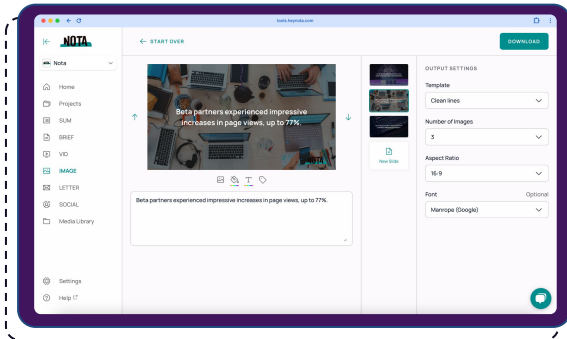 tools.heynota.com
NOTA
← START OVER
DOWNLOAD
Nota
Home
Projects
SUM
BRIEF
VID
IMAGE
LETTER
SOCIAL
Media Library
Settings
Help
Beta partners experienced impressive
increases in page views, up to 77%.
NOTA
Beta partners experienced impressive increases in page views, up to 77%.
New Slide
OUTPUT SETTINGS
Template
Clean lines
Number of Images
3
Aspect Ratio
16:9
Font
Optional
Manrope (Google)